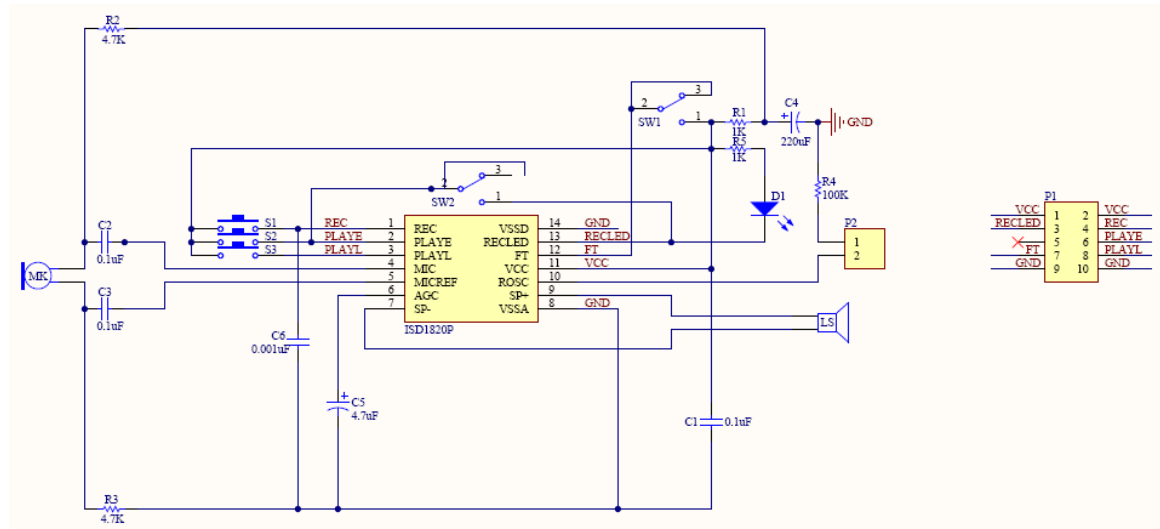 R2
4.7K
3
2
SW1
1
R1
1K
C4
+
220uF
GND
R5
1K
R4
100K
D1
3
2
SW2
1
P2
1
2
S1
S2
S3
REC
PLAYE
PLAYL
1
2
3
4
5
6
7
REC
PLAYE
PLAYL
MIC
MICREF
AGC
SP-
VSSD
RECLED
FT
VCC
ROSC
SP+
VSSA
14
13
12
11
10
9
8
GND
RECLED
FT
VCC
GND
ISD1820P
C2
0.1uF
MK
C3
0.1uF
C6
0.001uF
+
C5
4.7uF
C1
0.1uF
LS
R3
4.7K
P1
VCC 1 2 VCC
RECLED 3 4 REC
5 6 PLAYE
FT 7 8 PLAYL
GND 9 10 GND